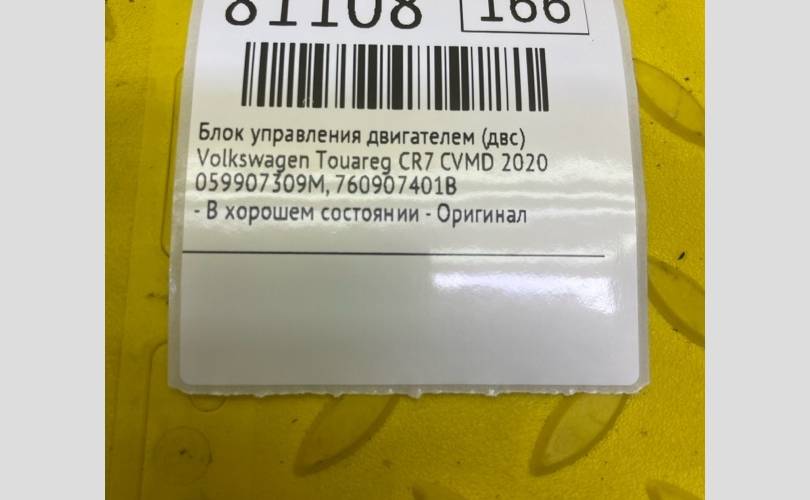 81108 166
Блок управления двигателем (двс)
Volkswagen Touareg CR7 CVMD 2020
059907309M, 760907401B
- В хорошем состоянии - Оригинал